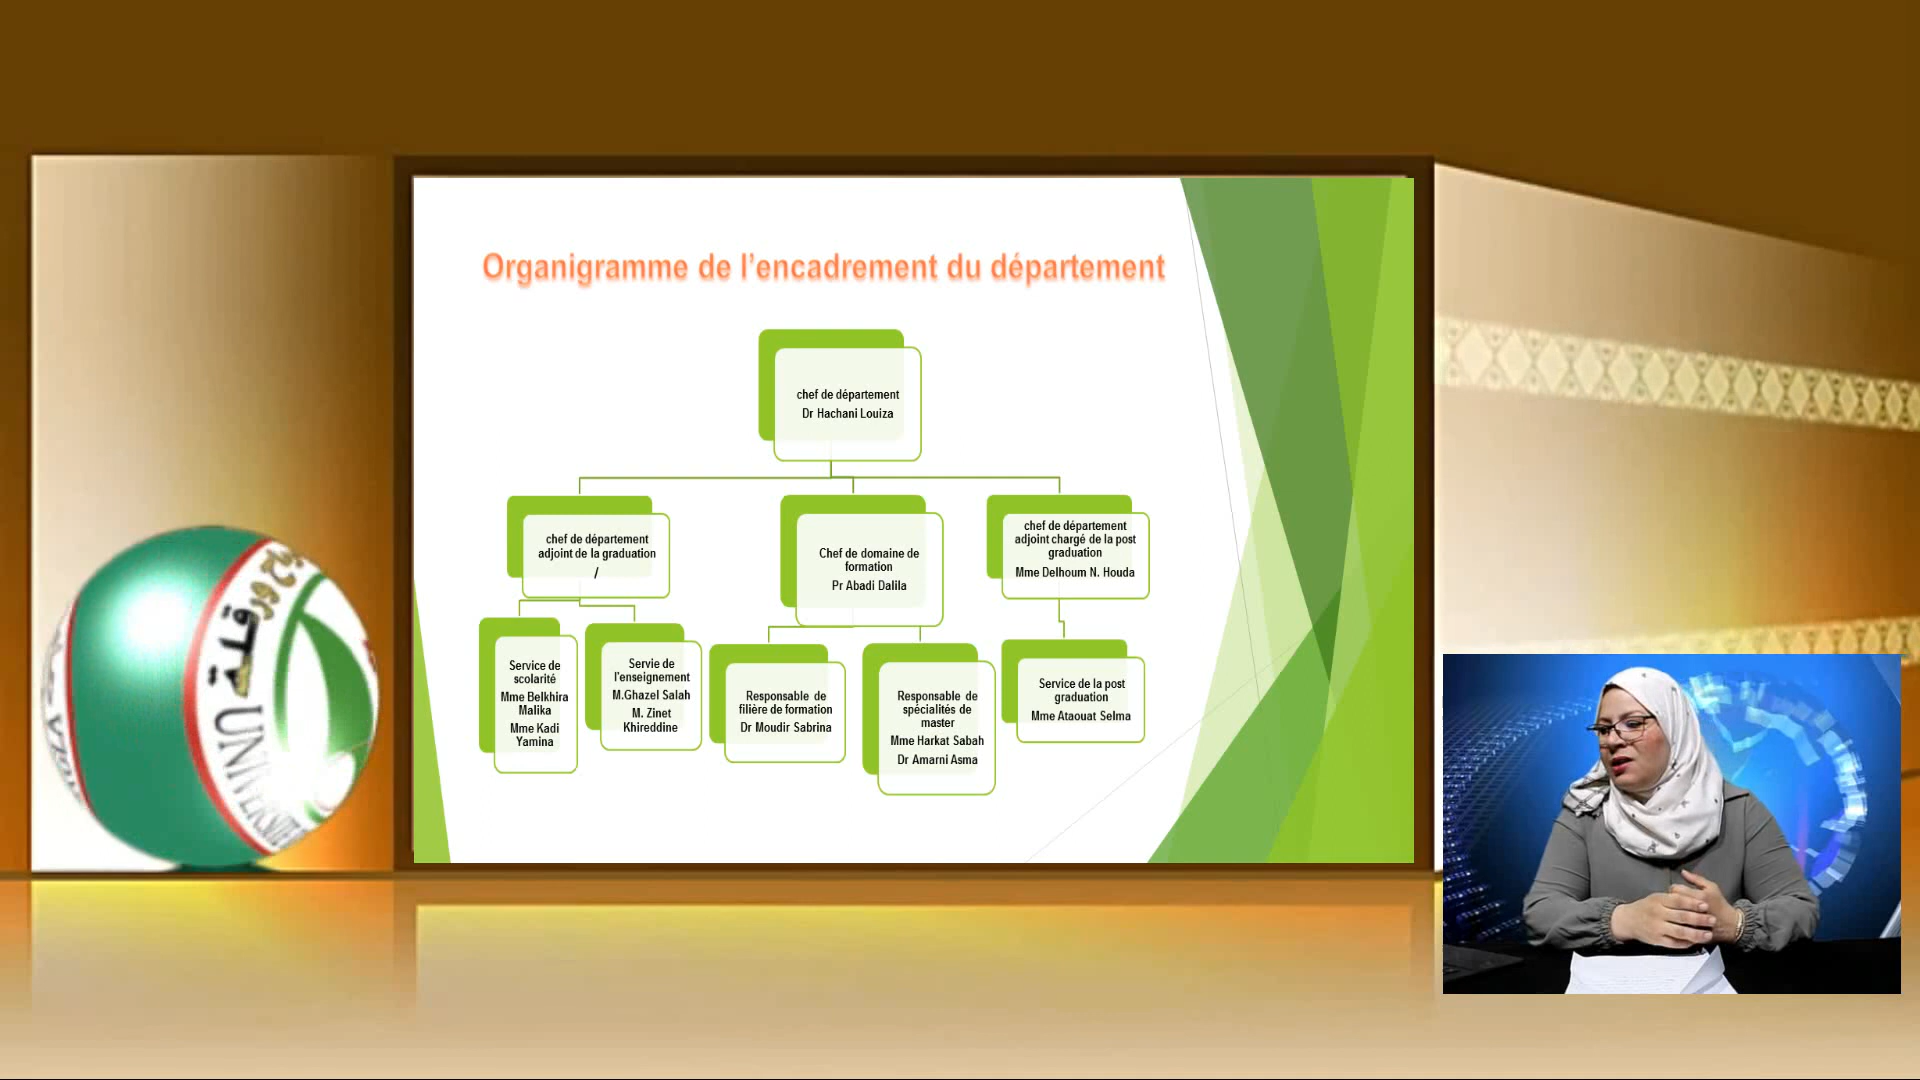 Organigramme de l'encadrement du département
chef de département
Dr Hachani Louiza
chef de département
adjoint de la graduation
/
Chef de domaine de
formation
Pr Abadi Dalila
chef de département
adjoint chargé de la post
graduation
Mme Delhoum N. Houda
Service de
scolarité
Mme Belkhira
Malika
Mme Kadi
Yamina
Servie de
l'enseignement
M.Ghazel Salah
M. Zinet
Khireddine
Responsable de
filière de formation
Dr Moudir Sabrina
Responsable de
spécialités de
master
Mme Harkat Sabah
Dr Amarni Asma
Service de la post
graduation
Mme Ataouat Selma
ورقلة
UNIVERSITE